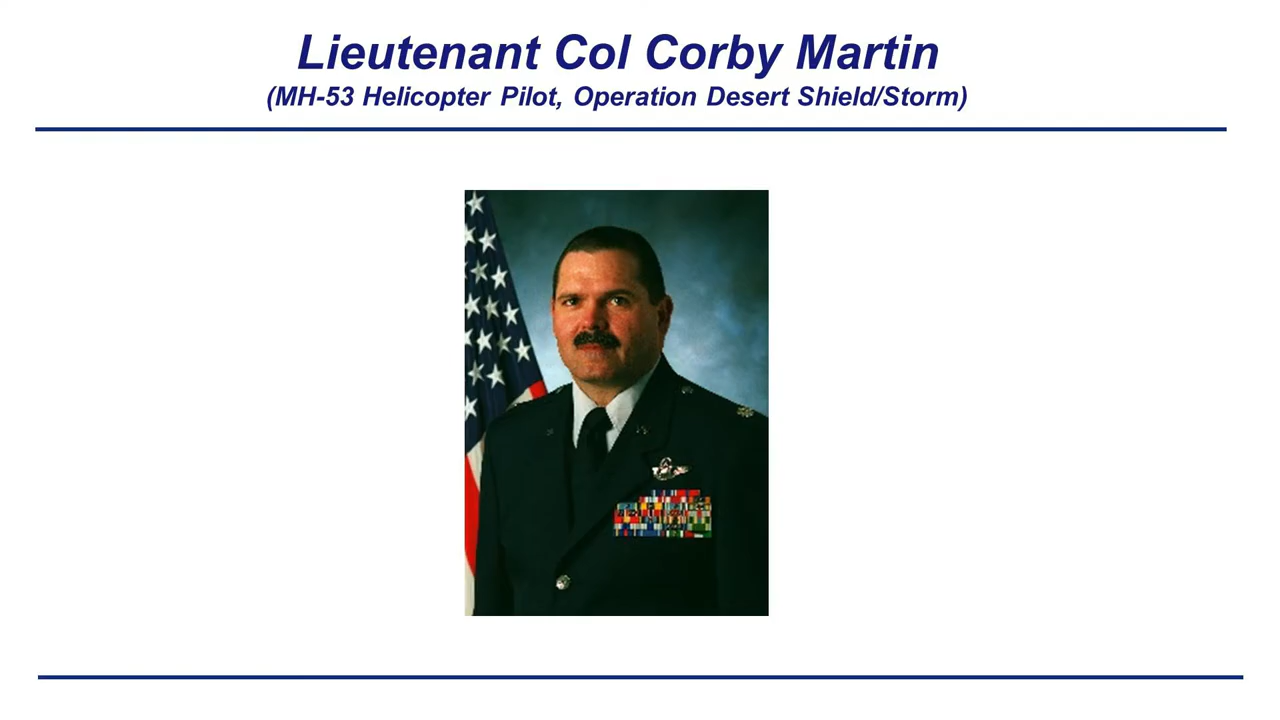 Lieutenant Col Corby Martin
(MH-53 Helicopter Pilot, Operation Desert Shield/Storm)